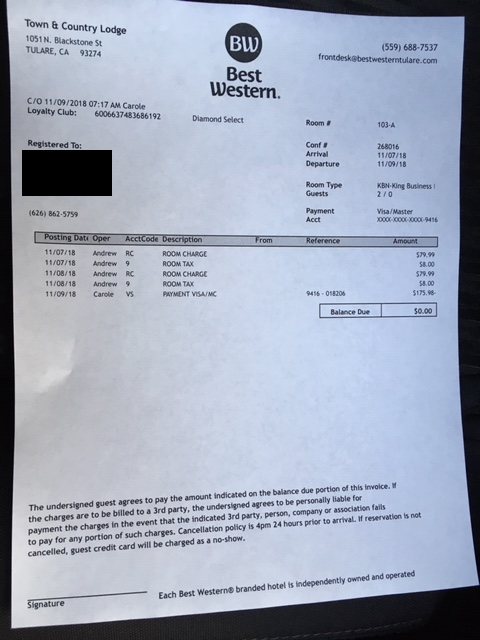 Town & Country Lodge
1051 N. Blackstone St
TULARE, CA 93274
BW
Best
Western.
(559) 688-7537
frontdesk@bestwesterntulare.com
C/O 11/09/2018 07:17 AM Carole
Loyalty Club: 6006637483686192
Diamond Select
Room # 103-A
Registered To:
Conf # 268016
Arrival 11/07/18
Departure 11/09/18
Room Type KBN-King Business
Guests 2 / 0
(626) 862-5759
Payment Visa/Master
Acct XXXX-XXXX-XXXX-9416
Posting Date Oper AcctCode Description From Reference Amount
11/07/18 Andrew RC ROOM CHARGE $79.99
11/07/18 Andrew 9 ROOM TAX $8.00
11/08/18 Andrew RC ROOM CHARGE $79.99
11/08/18 Andrew 9 ROOM TAX $8.00
11/09/18 Carole VS PAYMENT VISA/MC 9416 - 018206 $175.98-
Balance Due $0.00
The undersigned guest agrees to pay the amount indicated on the balance due portion of this invoice. If
the charges are to be billed to a 3rd party, the undersigned agrees to be personally liable for
payment the charges in the event that the indicated 3rd party, person, company or association fails
to pay for any portion of such charges. Cancellation policy is 4pm 24 hours prior to arrival. If reservation is not
cancelled, guest credit card will be charged as a no-show.
Signature
Each Best Western® branded hotel is independently owned and operated